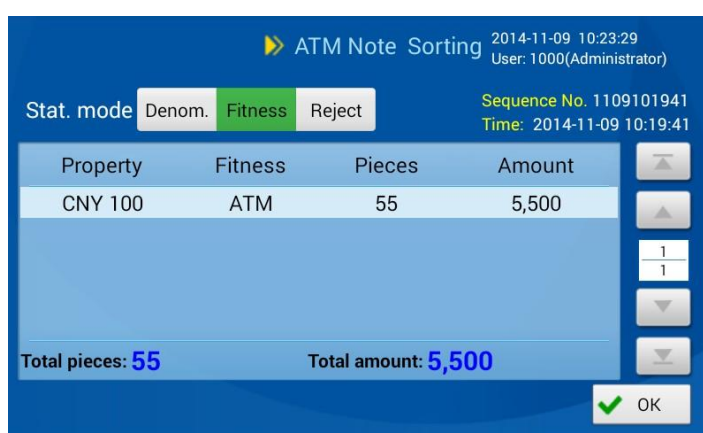 ATM Note Sorting
2014-11-09 10:23:29
User: 1000(Administrator)
Stat. mode Denom. Fitness Reject
Sequence No. 1109101941
Time: 2014-11-09 10:19:41
Property Fitness Pieces Amount
CNY 100 ATM 55 5,500
1
1
Total pieces: 55 Total amount: 5,500
OK